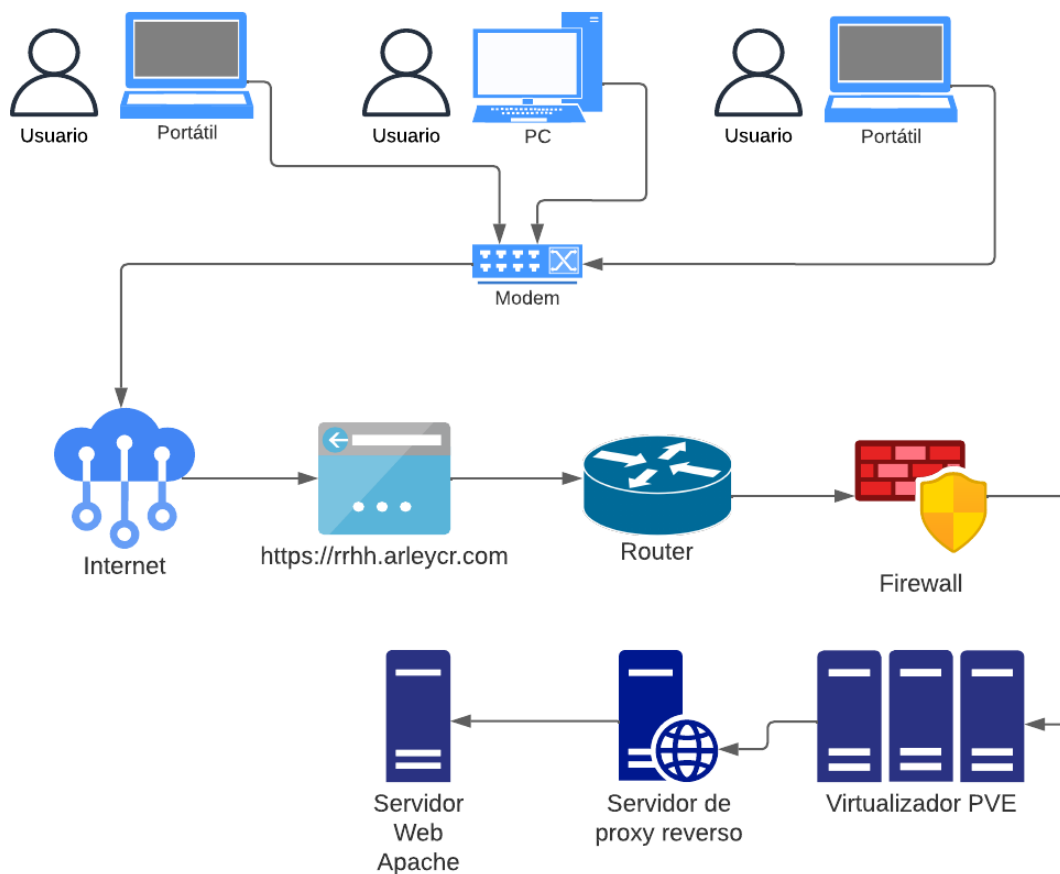 Usuario
Portátil
Usuario
PC
Usuario
Portátil
Modem
Internet
https://rrhh.arleycr.com
Router
Firewall
Servidor
Web
Apache
Servidor de
proxy reverso
Virtualizador PVE